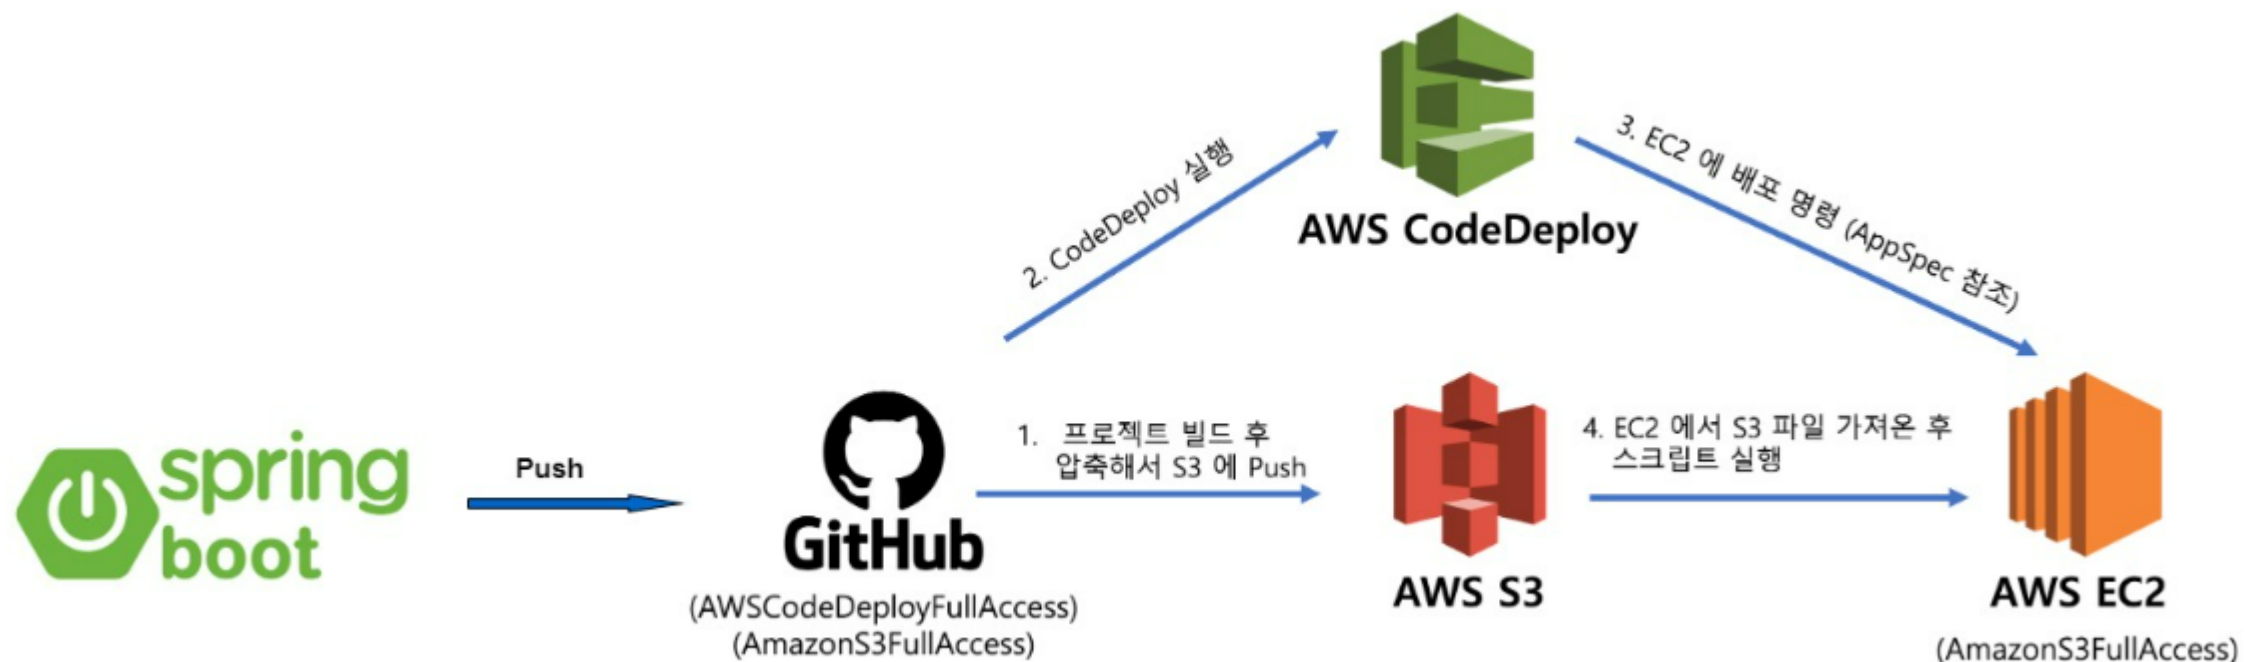 spring
boot
Push
GitHub
(AWSCodeDeployFullAccess)
(AmazonS3FullAccess)
1. 프로젝트 빌드 후
압축해서 S3 에 Push
2. CodeDeploy 실행
AWS CodeDeploy
3. EC2 에 배포 명령 (AppSpec 참조)
AWS S3
4. EC2 에서 S3 파일 가져온 후
스크립트 실행
AWS EC2
(AmazonS3FullAccess)